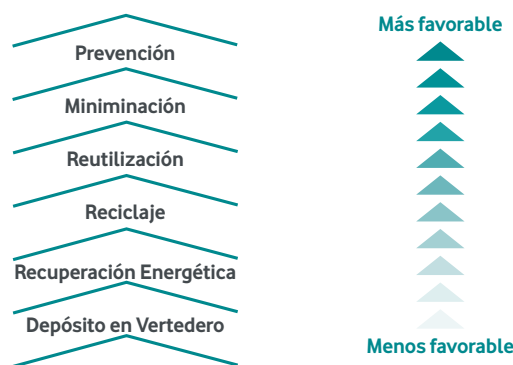 Más favorable
Prevención
Miniminación
Reutilización
Reciclaje
Recuperación Energética
Depósito en Vertedero
Menos favorable